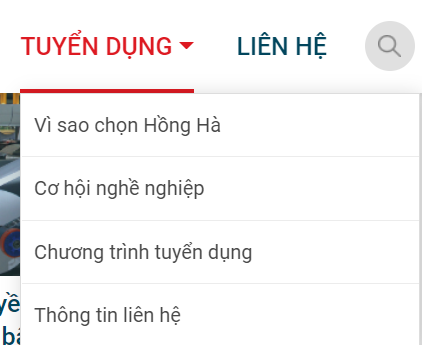 TUYỂN DỤNG LIÊN HỆ
Vì sao chọn Hồng Hà
Cơ hội nghề nghiệp
Chương trình tuyển dụng
Thông tin liên hệ